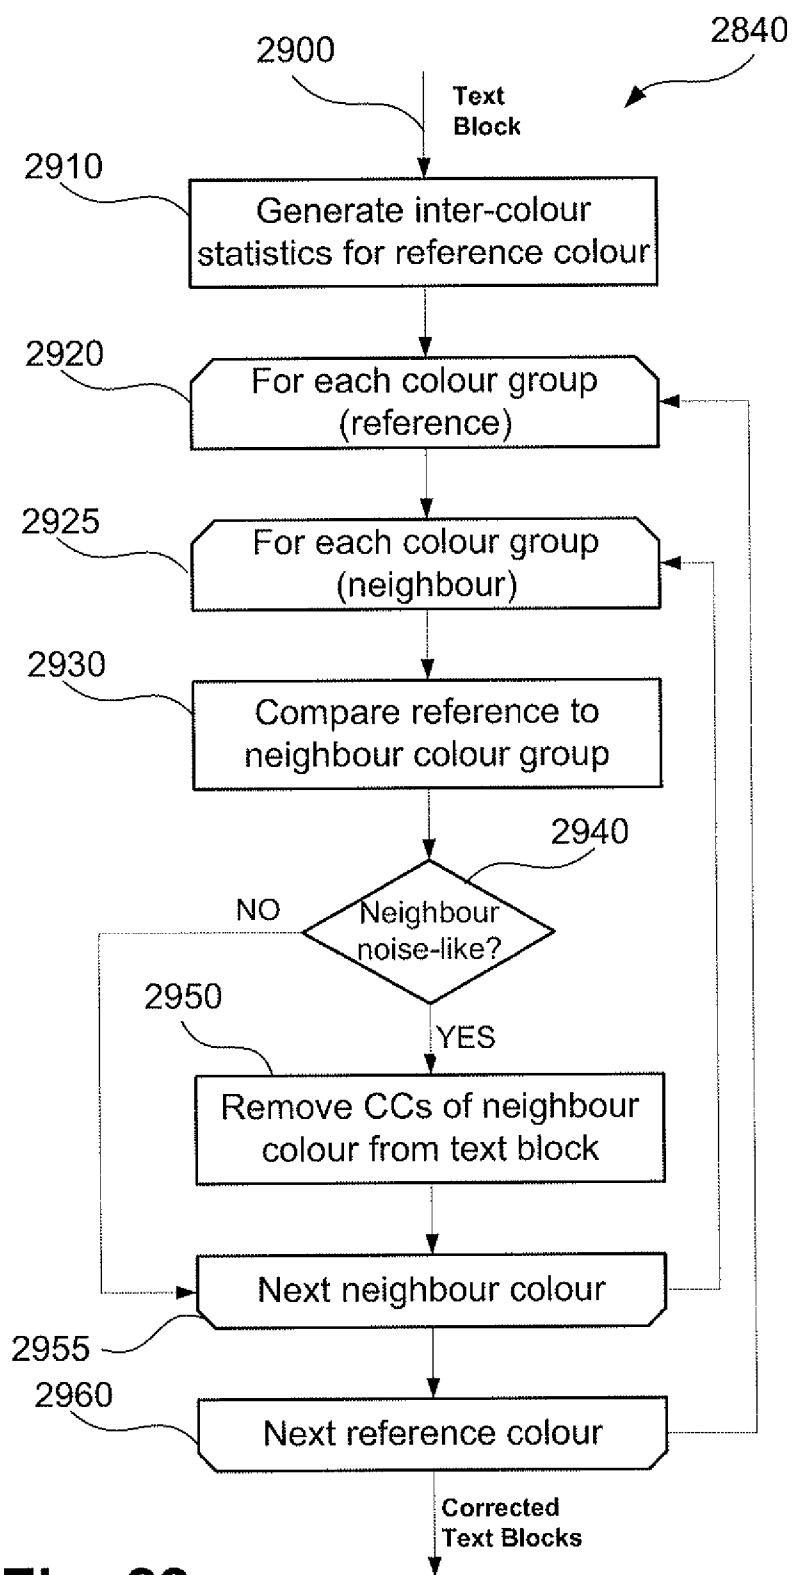 2900
2840
Text
Block
2910
Generate inter-colour
statistics for reference colour
2920
For each colour group
(reference)
2925
For each colour group
(neighbour)
2930
Compare reference to
neighbour colour group
2940
NO
Neighbour
noise-like?
2950
YES
Remove CCs of neighbour
colour from text block
Next neighbour colour
2955
2960
Next reference colour
Corrected
Text Blocks